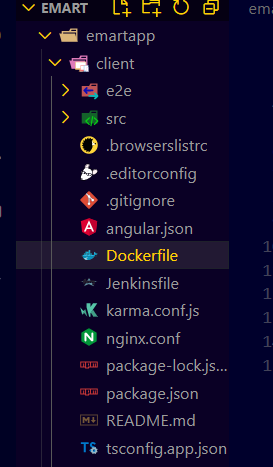 EMART
emartapp
client
e2e
src
.browserslistrc
.editorconfig
.gitignore
angular.json
Dockerfile
Jenkinsfile
karma.conf.js
nginx.conf
package-lock.js...
package.json
README.md
tsconfig.app.json